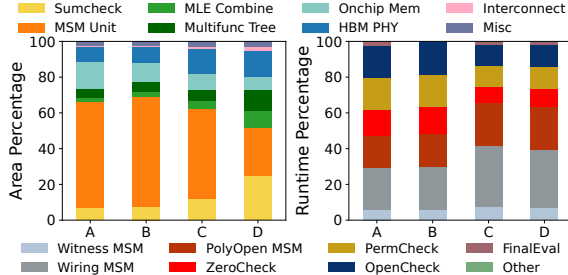 Sumcheck MLE Combine Onchip Mem Interconnect
MSM Unit Multifunc Tree HBM PHY Misc
Area Percentage
100
80
60
40
20
0
A B C D
Runtime Percentage
100
80
60
40
20
0
A B C D
Witness MSM PolyOpen MSM PermCheck FinalEval
Wiring MSM ZeroCheck OpenCheck Other